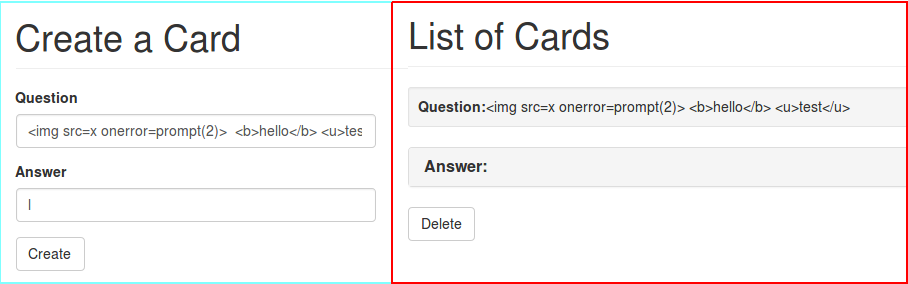 Create a Card
Question
<img src=x onerror=prompt(2)>  <b>hello</b> <u>tes
Answer
l
Create
List of Cards
Question:<img src=x onerror=prompt(2)> <b>hello</b> <u>test</u>
Answer:
Delete